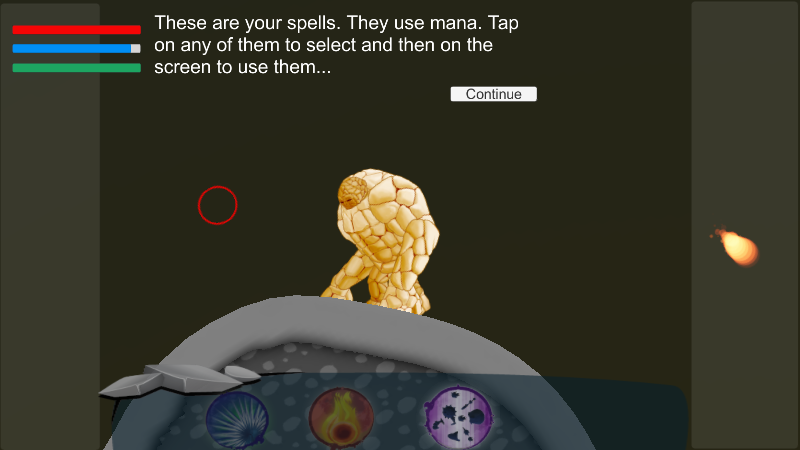 These are your spells. They use mana. Tap
on any of them to select and then on the
screen to use them...
Continue